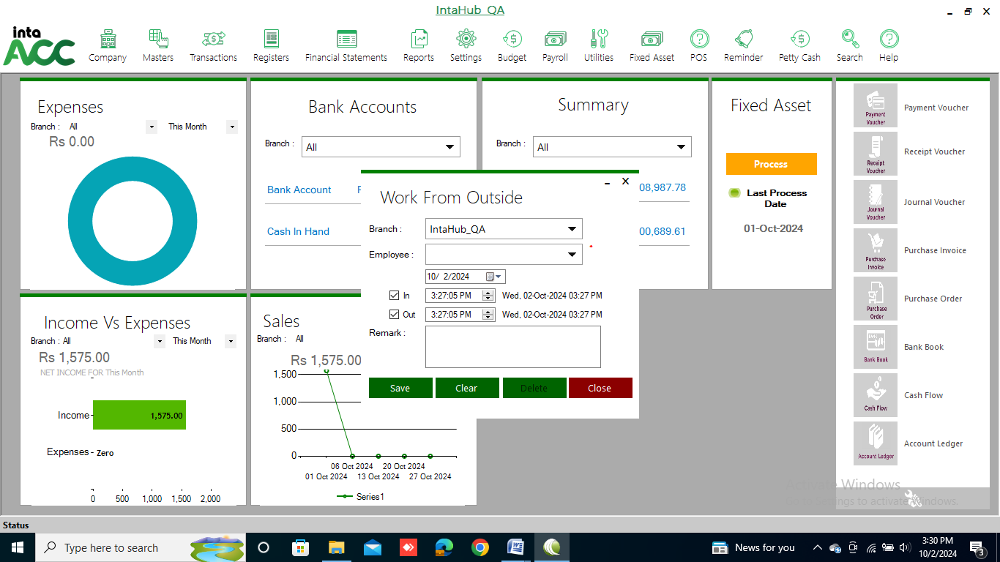 IntaHub_QA
inta
ACC
Company
Masters
Transactions
Registers
Financial Statements
Reports
Settings
Budget
Payroll
Utilities
Fixed Asset
POS
Reminder
Petty Cash
Search
Help
Expenses
Branch : All This Month
Rs 0.00
Bank Accounts
Branch : All
Bank Account
Cash In Hand
Summary
Branch : All
08,987.78
00,689.61
Fixed Asset
Process
Last Process
Date
01-Oct-2024
Work From Outside
Branch : IntaHub_QA
Employee : *
10/ 2/2024
In 3:27:05 PM Wed, 02-Oct-2024 03:27 PM
Out 3:27:05 PM Wed, 02-Oct-2024 03:27 PM
Remark :
Save Clear Delete Close
Income Vs Expenses
Branch : All This Month
Rs 1,575.00
NET INCOME FOR This Month
Income 1,575.00
Expenses Zero
0 500 1,000 1,500 2,000
Sales
Branch : All
Rs 1,575.00
1,500
1,000
500
0
06 Oct 2024 20 Oct 2024
01 Oct 2024 13 Oct 2024 27 Oct 2024
Series1
Payment
Voucher
Payment Voucher
Receipt
Voucher
Receipt Voucher
Journal
Voucher
Journal Voucher
Purchase
Invoice
Purchase Invoice
Purchase
Order
Purchase Order
Bank Book
Bank Book
Cash Flow
Cash Flow
Account Ledger
Account Ledger
Activate Windows
Go to Settings to activate Windows.
Status
Type here to search
News for you
3:30 PM
10/2/2024
3